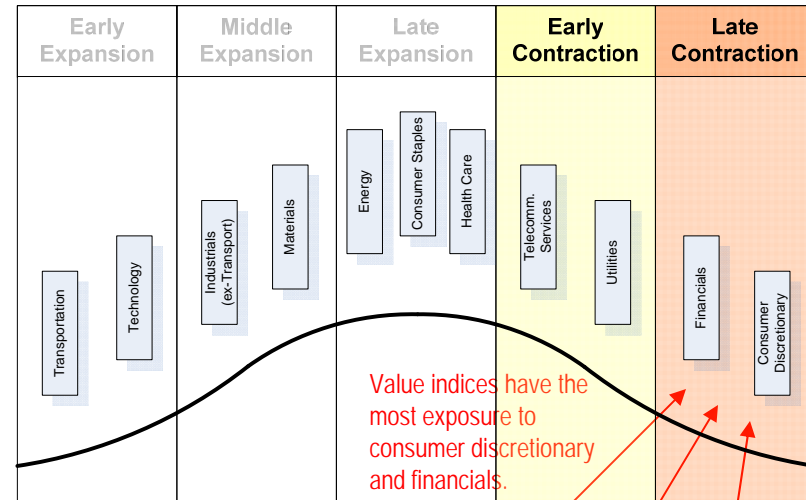 Early
Expansion
Middle
Expansion
Late
Expansion
Early
Contraction
Late
Contraction
Transportation
Technology
Industrials
(ex-Transport)
Materials
Energy
Consumer Staples
Health Care
Telecomm.
Services
Utilities
Financials
Consumer
Discretionary
Value indices have the
most exposure to
consumer discretionary
and financials.